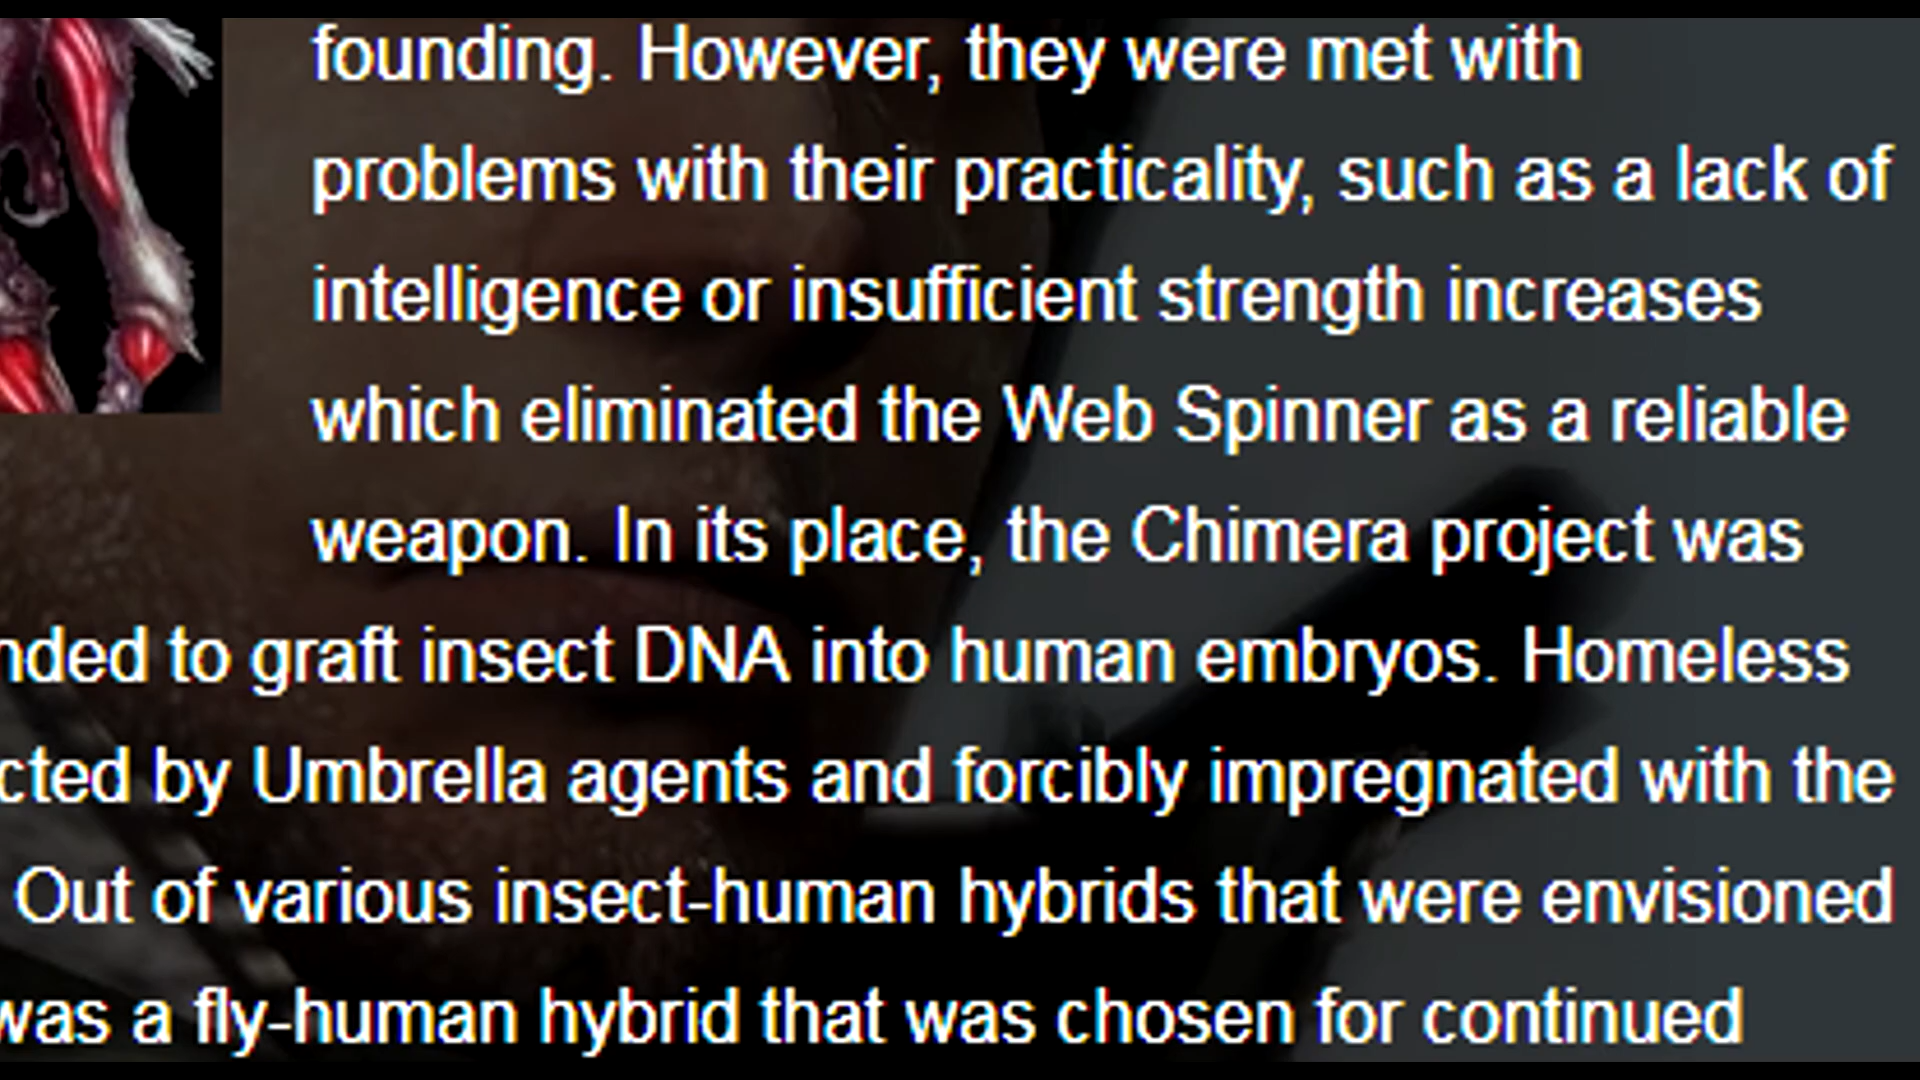 founding. However, they were met with
problems with their practicality, such as a lack of
intelligence or insufficient strength increases
which eliminated the Web Spinner as a reliable
weapon. In its place, the Chimera project was
to graft insect DNA into human embryos. Homeless
by Umbrella agents and forcibly impregnated with the
Out of various insect-human hybrids that were envisioned
was a fly-human hybrid that was chosen for continued